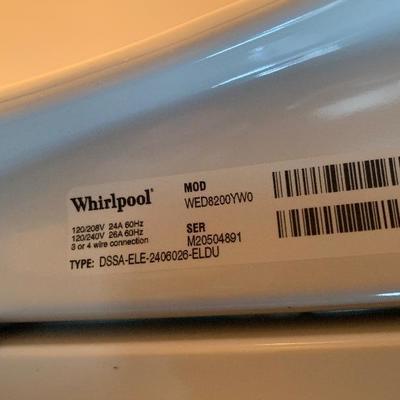 Whirlpool
MOD
WED8200YW0
120/208V 24A 60Hz
120/240V 26A 60Hz
3 or 4 wire connection
SER
M20504891
TYPE: DSSA-ELE-2406026-ELDU